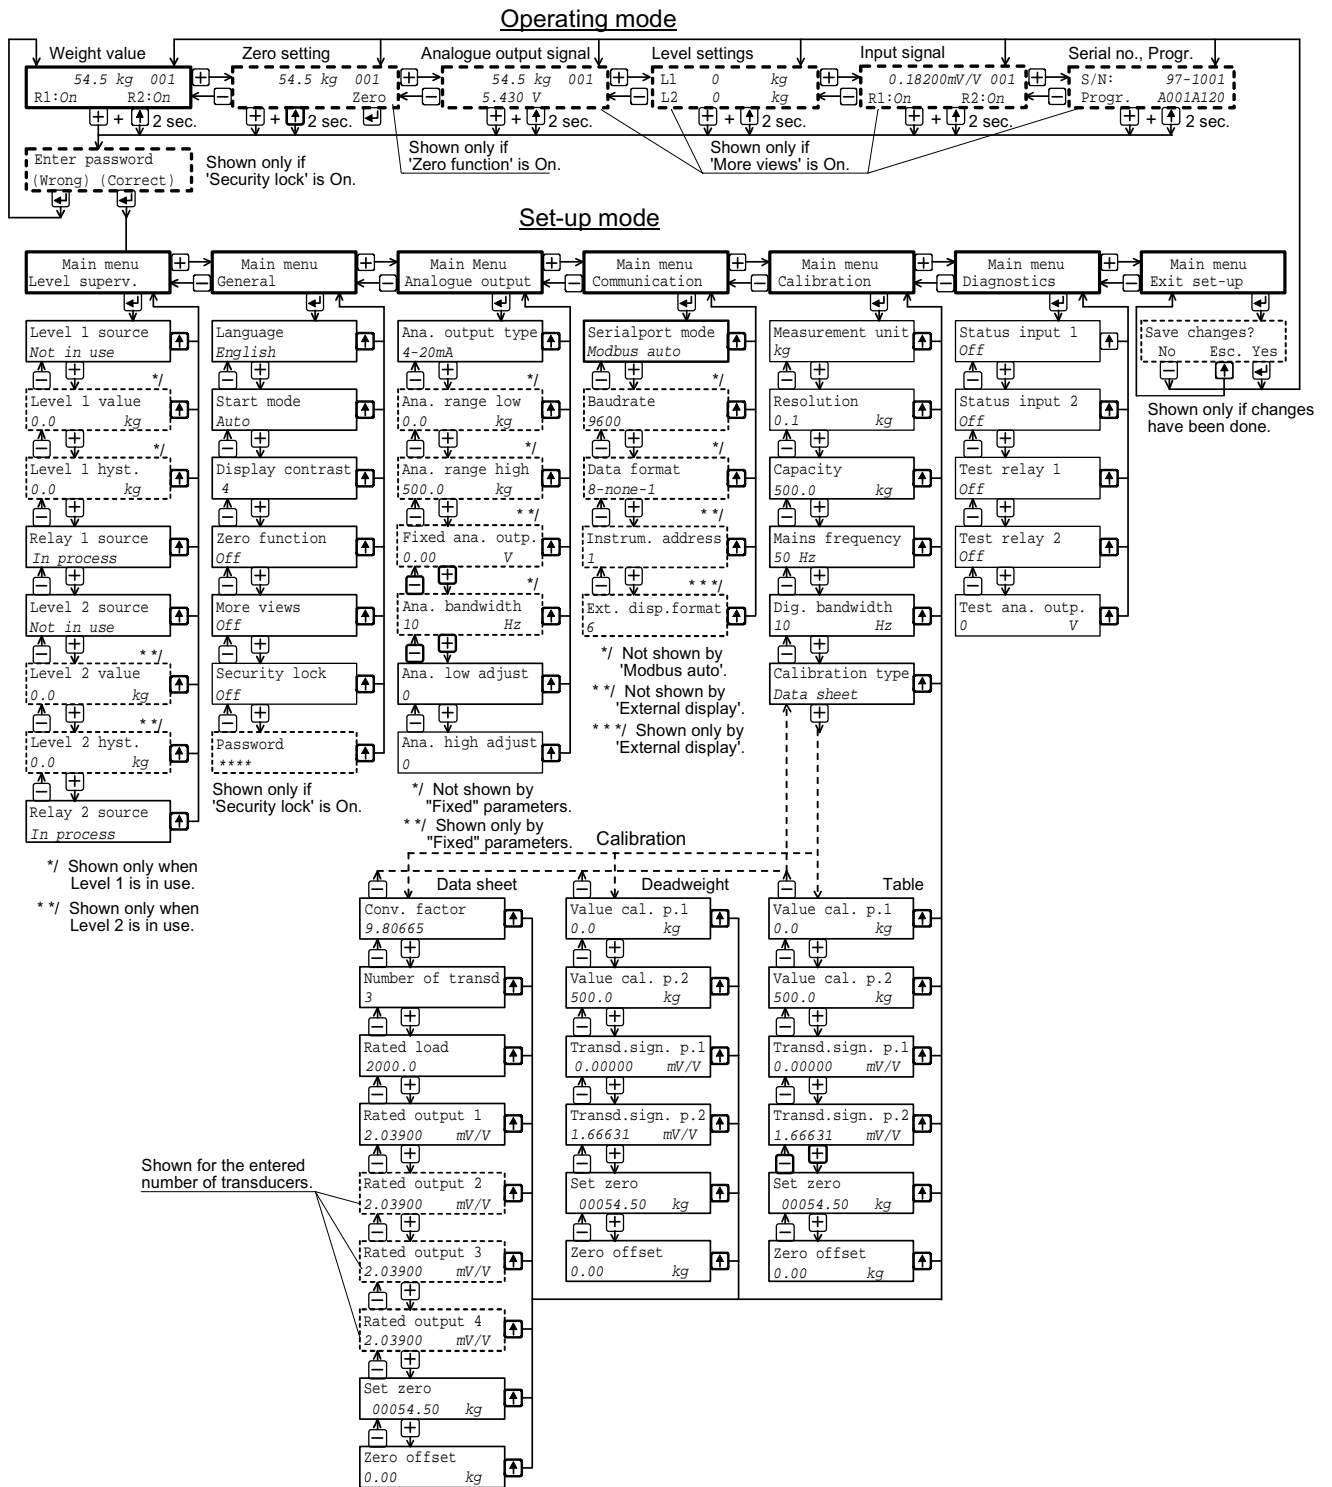 Operating mode
Weight value
Zero setting
Analogue output signal
Level settings
Input signal
Serial no., Progr.
54.5 kg 001
R1:On R2:On
54.5 kg 001
Zero
54.5 kg 001
5.430 V
L1 0 kg
L2 0 kg
0.18200mV/V 001
R1:On R2:On
S/N: 97-1001
Progr. A001A120
+ 2 sec.
+ 2 sec.
+ 2 sec.
+ 2 sec.
+ 2 sec.
+ 2 sec.
Enter password
(Wrong) (Correct)
Shown only if
'Security lock' is On.
Shown only if
'Zero function' is On.
Shown only if
'More views' is On.
Set-up mode
Main menu
Level superv.
Main menu
General
Main Menu
Analogue output
Main menu
Communication
Main menu
Calibration
Main menu
Diagnostics
Main menu
Exit set-up
Level 1 source
Not in use
*/
Level 1 value
0.0 kg
*/
Level 1 hyst.
0.0 kg
Relay 1 source
In process
Level 2 source
Not in use
* */
Level 2 value
0.0 kg
* */
Level 2 hyst.
0.0 kg
Relay 2 source
In process
*/ Shown only when
Level 1 is in use.
* */ Shown only when
Level 2 is in use.
Language
English
Start mode
Auto
Display contrast
4
Zero function
Off
More views
Off
Security lock
Off
Password
****
Shown only if
'Security lock' is On.
Ana. output type
4-20mA
*/
Ana. range low
0.0 kg
*/
Ana. range high
500.0 kg
* */
Fixed ana. outp.
0.00 V
*/
Ana. bandwidth
10 Hz
Ana. low adjust
0
Ana. high adjust
0
*/ Not shown by
"Fixed" parameters.
* */ Shown only by
"Fixed" parameters.
Serialport mode
Modbus auto
*/
Baudrate
9600
*/
Data format
8-none-1
* */
Instrum. address
1
* * */
Ext. disp.format
6
*/ Not shown by
'Modbus auto'.
* */ Not shown by
'External display'.
* * */ Shown only by
'External display'.
Measurement unit
kg
Resolution
0.1 kg
Capacity
500.0 kg
Mains frequency
50 Hz
Dig. bandwidth
10 Hz
Calibration type
Data sheet
Status input 1
Off
Status input 2
Off
Test relay 1
Off
Test relay 2
Off
Test ana. outp.
0 V
Save changes?
No Esc. Yes
Shown only if changes
have been done.
Calibration
Data sheet
Conv. factor
9.80665
Number of transd
3
Rated load
2000.0
Rated output 1
2.03900 mV/V
Rated output 2
2.03900 mV/V
Rated output 3
2.03900 mV/V
Rated output 4
2.03900 mV/V
Set zero
00054.50 kg
Zero offset
0.00 kg
Shown for the entered
number of transducers.
Deadweight
Value cal. p.1
0.0 kg
Value cal. p.2
500.0 kg
Transd.sign. p.1
0.00000 mV/V
Transd.sign. p.2
1.66631 mV/V
Set zero
00054.50 kg
Zero offset
0.00 kg
Table
Value cal. p.1
0.0 kg
Value cal. p.2
500.0 kg
Transd.sign. p.1
0.00000 mV/V
Transd.sign. p.2
1.66631 mV/V
Set zero
00054.50 kg
Zero offset
0.00 kg